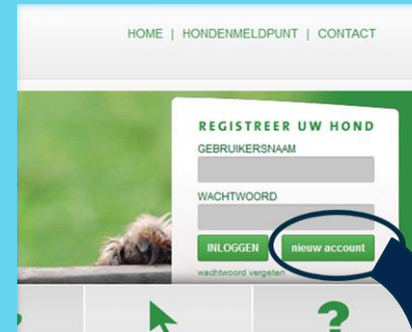 HOME | HONDENMELDPUNT | CONTACT
REGISTREER UW HOND
GEBRUIKERSNAAM
WACHTWOORD
INLOGGEN nieuw account
wachtwoord vergeten
?